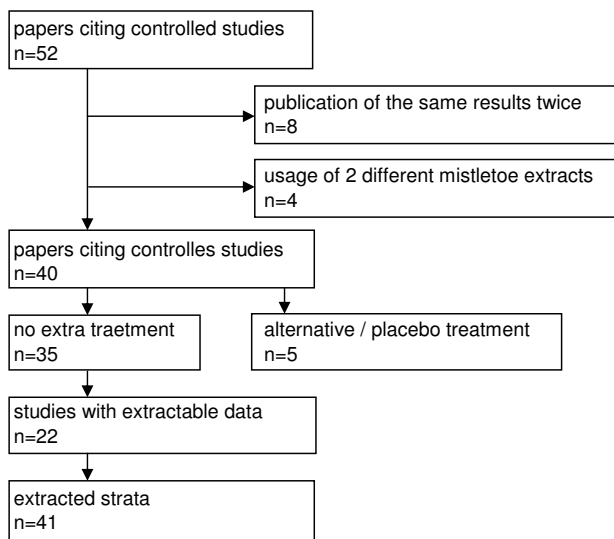 papers citing controlled studies
n=52
publication of the same results twice
n=8
usage of 2 different mistletoe extracts
n=4
papers citing controlles studies
n=40
no extra traetment
n=35
alternative / placebo treatment
n=5
studies with extractable data
n=22
extracted strata
n=41